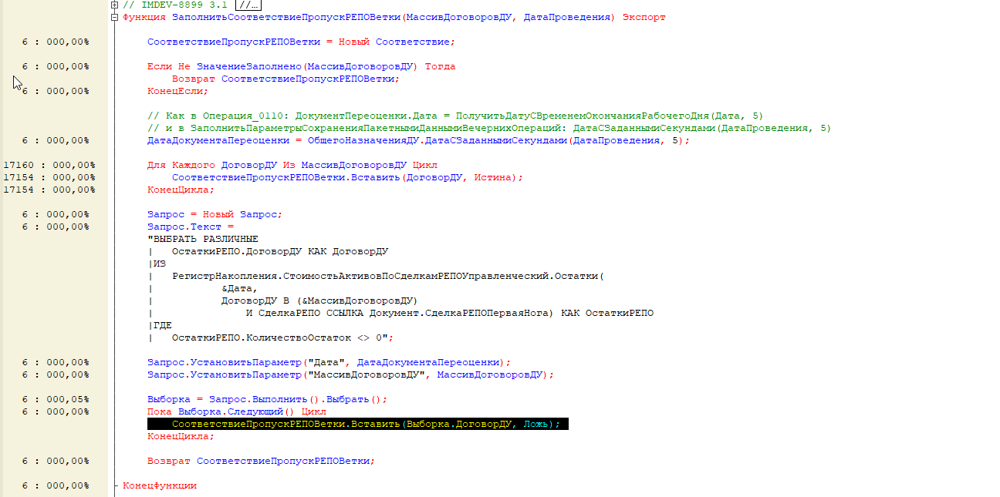 // IMDEV-8899 3.1 //...
Функция ЗаполнитьСоответствиеПропускРЕПОВетки(МассивДоговоровДУ, ДатаПроведения) Экспорт
6 : 000,00% СоответствиеПропускРЕПОВетки = Новый Соответствие;
6 : 000,00% Если Не ЗначениеЗаполнено(МассивДоговоровДУ) Тогда
Возврат СоответствиеПропускРЕПОВетки;
6 : 000,00% КонецЕсли;
// Как в Операция_0110: ДокументПереоценки.Дата = ПолучитьДатуСВременемОкончанияРабочегоДня(Дата, 5)
// и в ЗаполнитьПараметрыСохраненияПакетнымиДаннымиВечернихОпераций: ДатаСЗаданнымиСекундами(ДатаПроведения, 5)
6 : 000,00% ДатаДокументаПереоценки = ОбщегоНазначенияДУ.ДатаСЗаданнымиСекундами(ДатаПроведения, 5);
17160 : 000,00% Для Каждого ДоговорДУ Из МассивДоговоровДУ Цикл
17154 : 000,00% СоответствиеПропускРЕПОВетки.Вставить(ДоговорДУ, Истина);
17154 : 000,00% КонецЦикла;
6 : 000,00% Запрос = Новый Запрос;
6 : 000,00% Запрос.Текст =
"ВЫБРАТЬ РАЗЛИЧНЫЕ
| ОстаткиРЕПО.ДоговорДУ КАК ДоговорДУ
|ИЗ
| РегистрНакопления.СтоимостьАктивовПоСделкамРЕПОУправленческий.Остатки(
| &Дата,
| ДоговорДУ В (&МассивДоговоровДУ)
| И СделкаРЕПО ССЫЛКА Документ.СделкаРЕПОПерваяНога) КАК ОстаткиРЕПО
|ГДЕ
| ОстаткиРЕПО.КоличествоОстаток <> 0";
6 : 000,00% Запрос.УстановитьПараметр("Дата", ДатаДокументаПереоценки);
6 : 000,00% Запрос.УстановитьПараметр("МассивДоговоровДУ", МассивДоговоровДУ);
6 : 000,05% Выборка = Запрос.Выполнить().Выбрать();
6 : 000,00% Пока Выборка.Следующий() Цикл
СоответствиеПропускРЕПОВетки.Вставить(Выборка.ДоговорДУ, Ложь);
КонецЦикла;
6 : 000,00% Возврат СоответствиеПропускРЕПОВетки;
6 : 000,00% КонецФункции